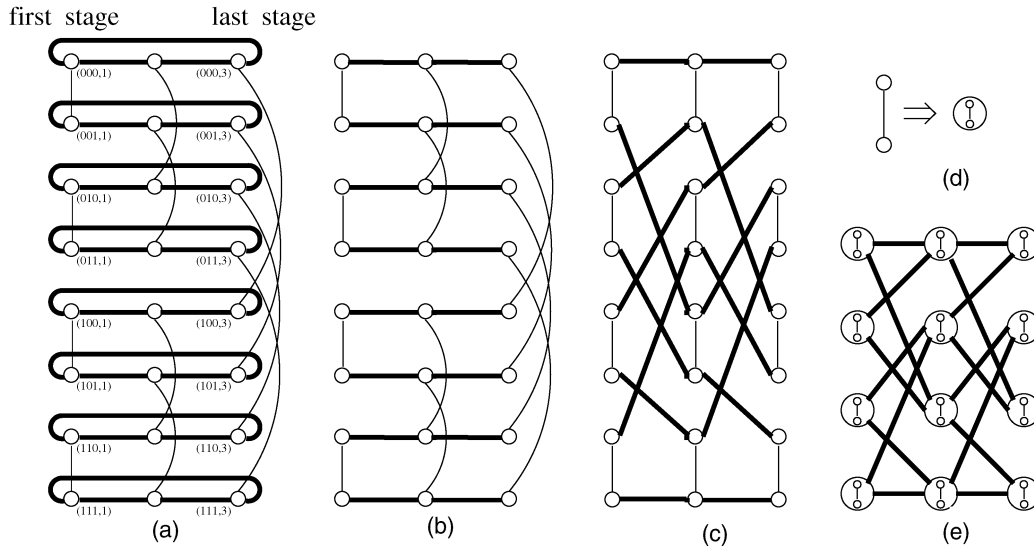 first stage last stage
(000,1) (000,3)
(001,1) (001,3)
(010,1) (010,3)
(011,1) (011,3)
(100,1) (100,3)
(101,1) (101,3)
(110,1) (110,3)
(111,1) (111,3)
(d)
(a) (b) (c) (e)